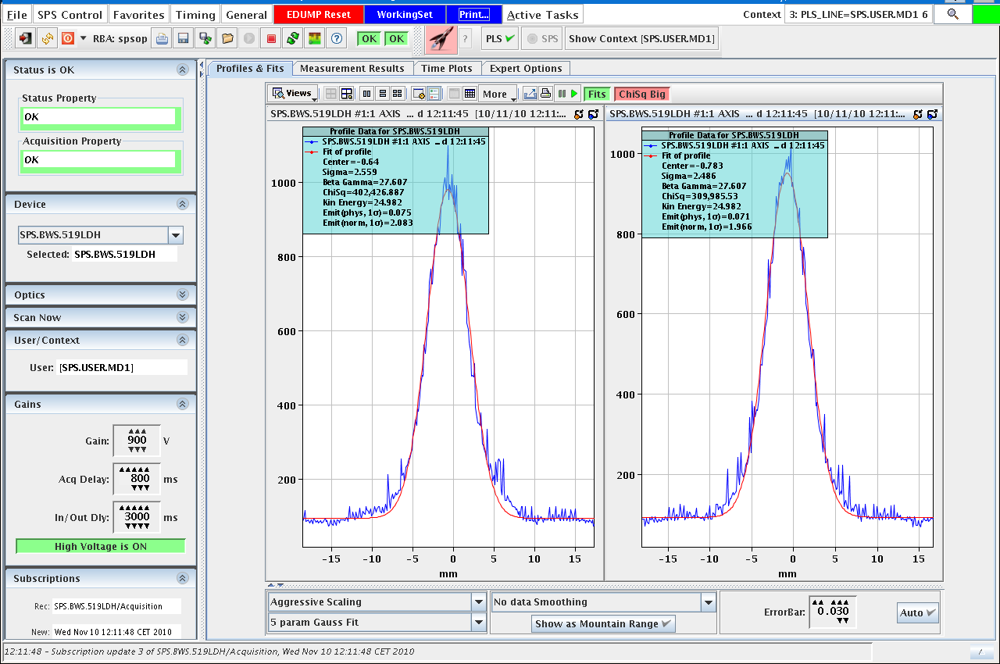 File SPS Control Favorites Timing General EDUMP Reset WorkingSet Print... Active Tasks Context 3: PLS_LINE=SPS.USER.MD1 6
RBA: spsop OK OK ? PLS SPS Show Context [SPS.USER.MD1]
Status is OK
Status Property
OK
Acquisition Property
OK
Device
SPS.BWS.519LDH
Selected: SPS.BWS.519LDH
Optics
Scan Now
User/Context
User: [SPS.USER.MD1]
Gains
Gain: 900 V
Acq Delay: 800 ms
In/Out Dly: 3000 ms
High Voltage is ON
Subscriptions
Rec: SPS.BWS.519LDH/Acquisition
New: Wed Nov 10 12:11:48 CET 2010
Profiles & Fits Measurement Results Time Plots Expert Options
Views More Fits ChiSq Big
SPS.BWS.519LDH #1:1 AXIS ... d 12:11:45 [10/11/10 12:11:...
Profile Data for SPS.BWS.519LDH
SPS.BWS.519LDH #1:1 AXIS ... d 12:11:45
Fit of profile
Center=-0.64
Sigma=2.559
Beta Gamma=27.607
ChiSq=402,426.887
Kin Energy=24.982
Emit(phys, 1σ)=0.075
Emit(norm, 1σ)=2.083
1000
800
600
400
200
-15 -10 -5 0 5 10 15
mm
SPS.BWS.519LDH #1:1 AXIS ... d 12:11:45 [10/11/10 12:11:...
Profile Data for SPS.BWS.519LDH
SPS.BWS.519LDH #1:1 AXIS ... d 12:11:45
Fit of profile
Center=-0.783
Sigma=2.486
Beta Gamma=27.607
ChiSq=309,985.53
Kin Energy=24.982
Emit(phys, 1σ)=0.071
Emit(norm, 1σ)=1.966
1000
800
600
400
200
-15 -10 -5 0 5 10 15
mm
Aggressive Scaling
5 param Gauss Fit
No data Smoothing
Show as Mountain Range
ErrorBar: 0.030
Auto
12:11:48 - Subscription update 3 of SPS.BWS.519LDH/Acquisition, Wed Nov 10 12:11:48 CET 2010